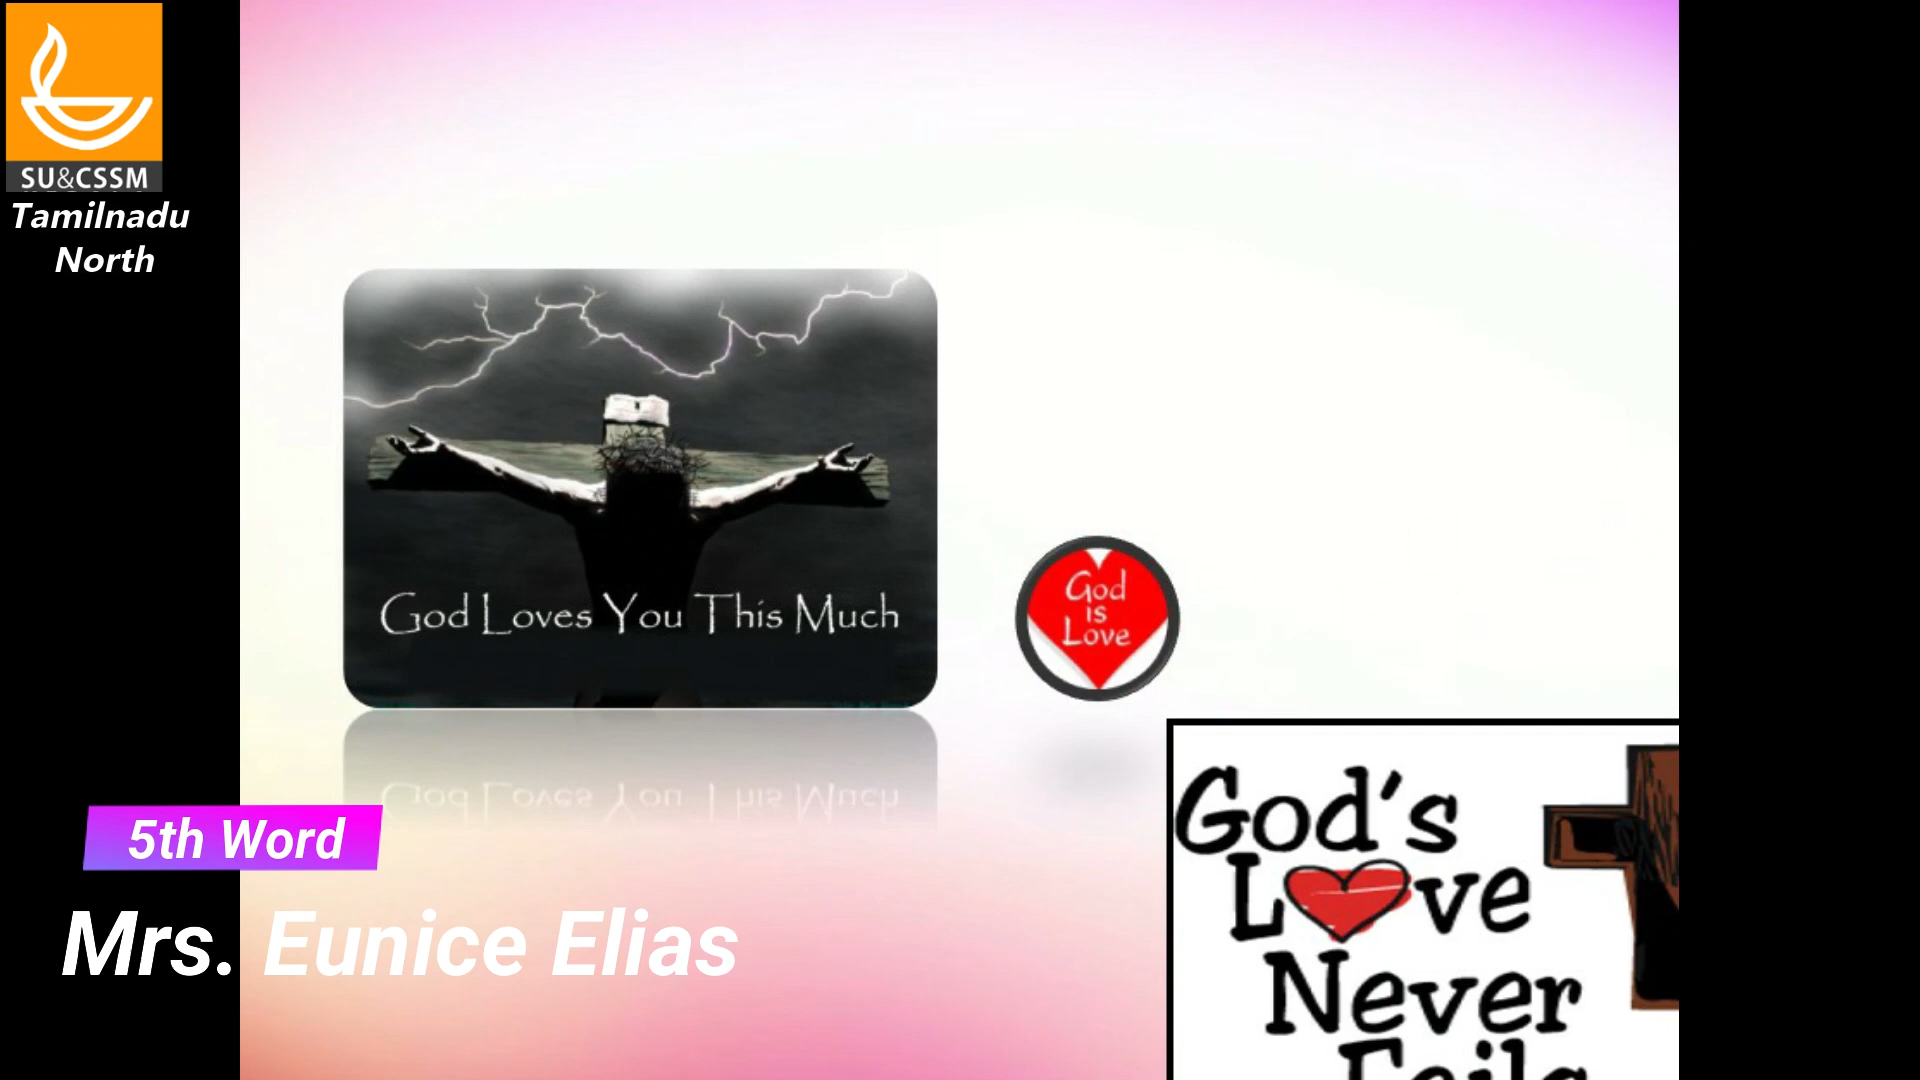 SU&CSSM
Tamilnadu
North
God Loves You This Much
God
is
Love
5th Word
Mrs. Eunice Elias
God's
Love
Never